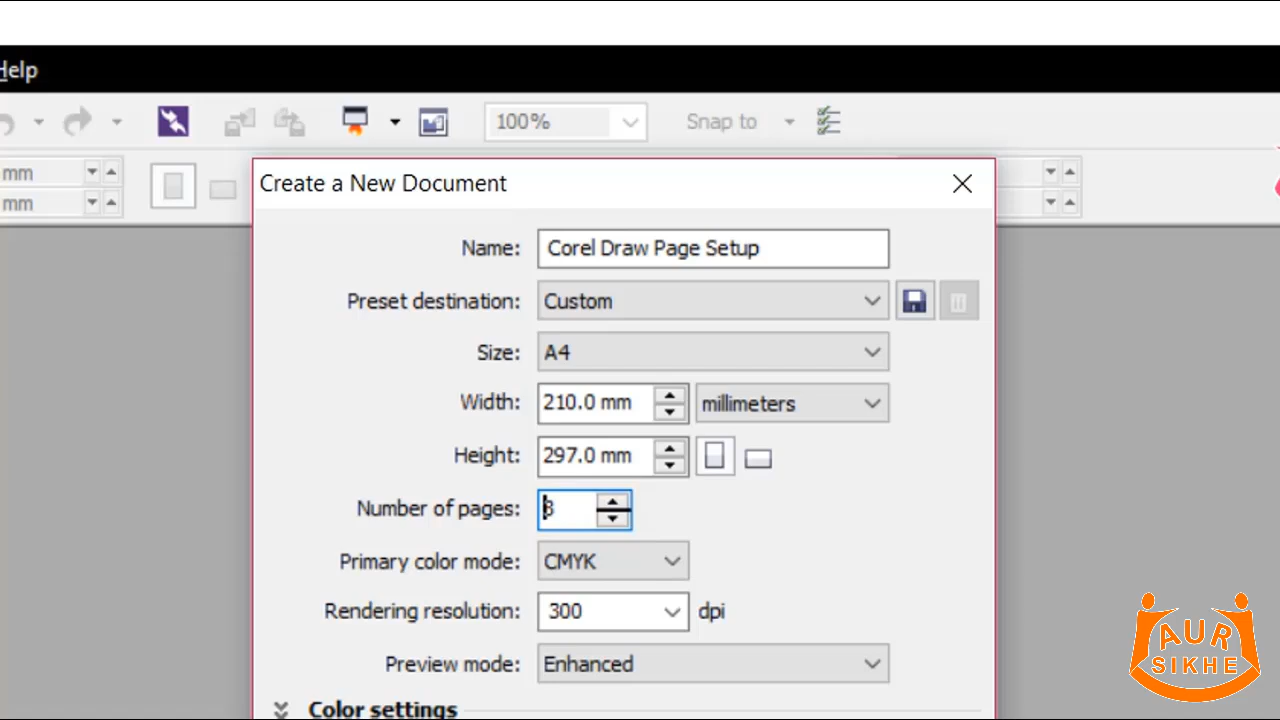 Help
100% Snap to
mm
mm
Create a New Document
Name: Corel Draw Page Setup
Preset destination: Custom
Size: A4
Width: 210.0 mm millimeters
Height: 297.0 mm
Number of pages: 3
Primary color mode: CMYK
Rendering resolution: 300 dpi
Preview mode: Enhanced
Color settings
AUR
SIKHE